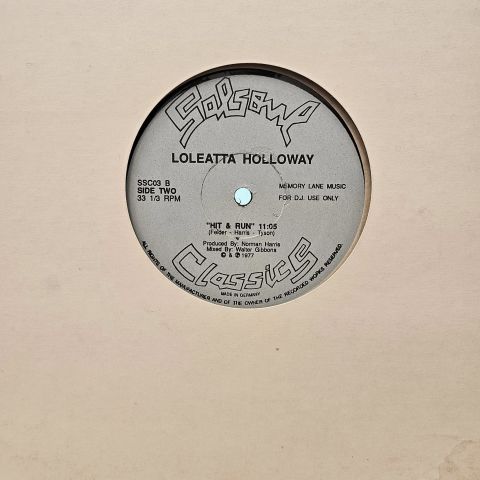 Salsoul
LOLEATTA HOLLOWAY
SSC03 B
SIDE TWO
33 1/3 RPM
MEMORY LANE MUSIC
FOR D.J. USE ONLY
"HIT & RUN" 11:05
(Felder - Harris - Tyson)
Produced By: Norman Harris
Mixed By: Walter Gibbons
© & ℗ 1977
Classics
MADE IN GERMANY
ALL RIGHTS OF THE MANUFACTURES AND OF THE OWNER OF THE RECORDED WORKS RESERVED.